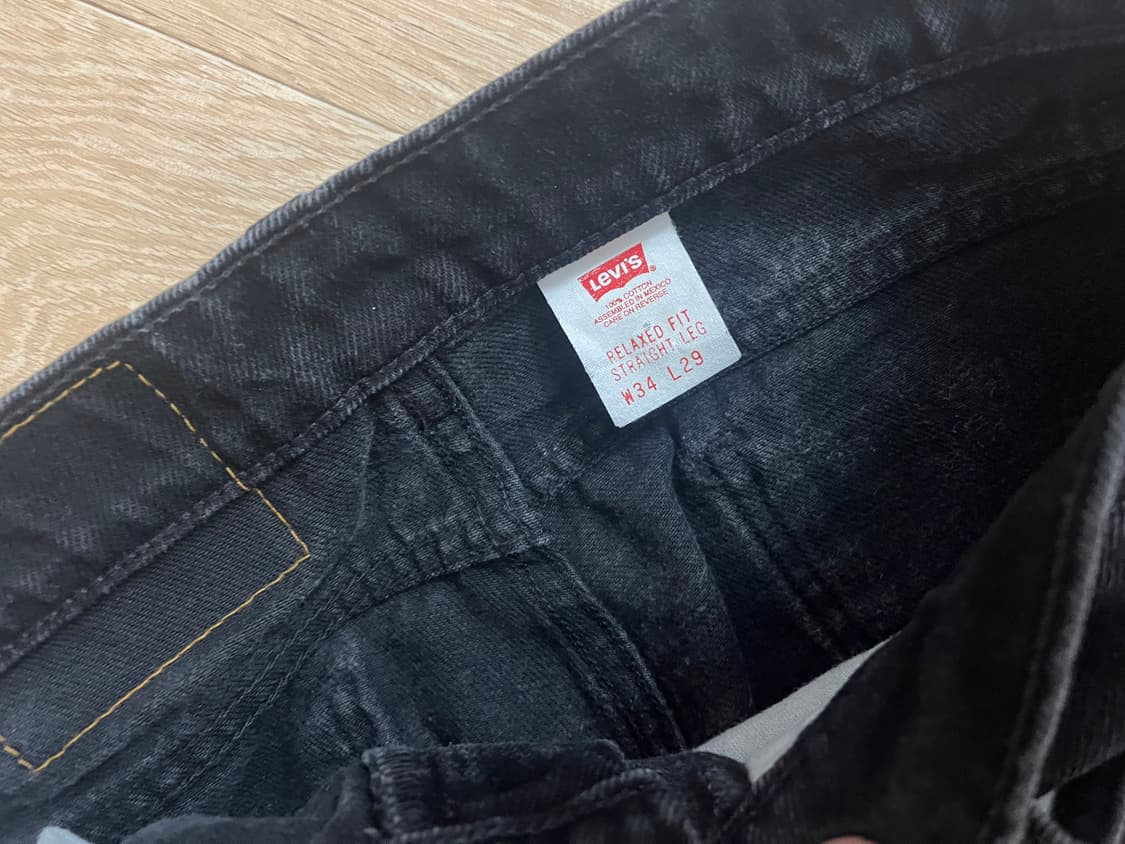 Levi's®
100% COTTON
ASSEMBLED IN MEXICO
CARE ON REVERSE
RELAXED FIT
STRAIGHT LEG
W34 L29